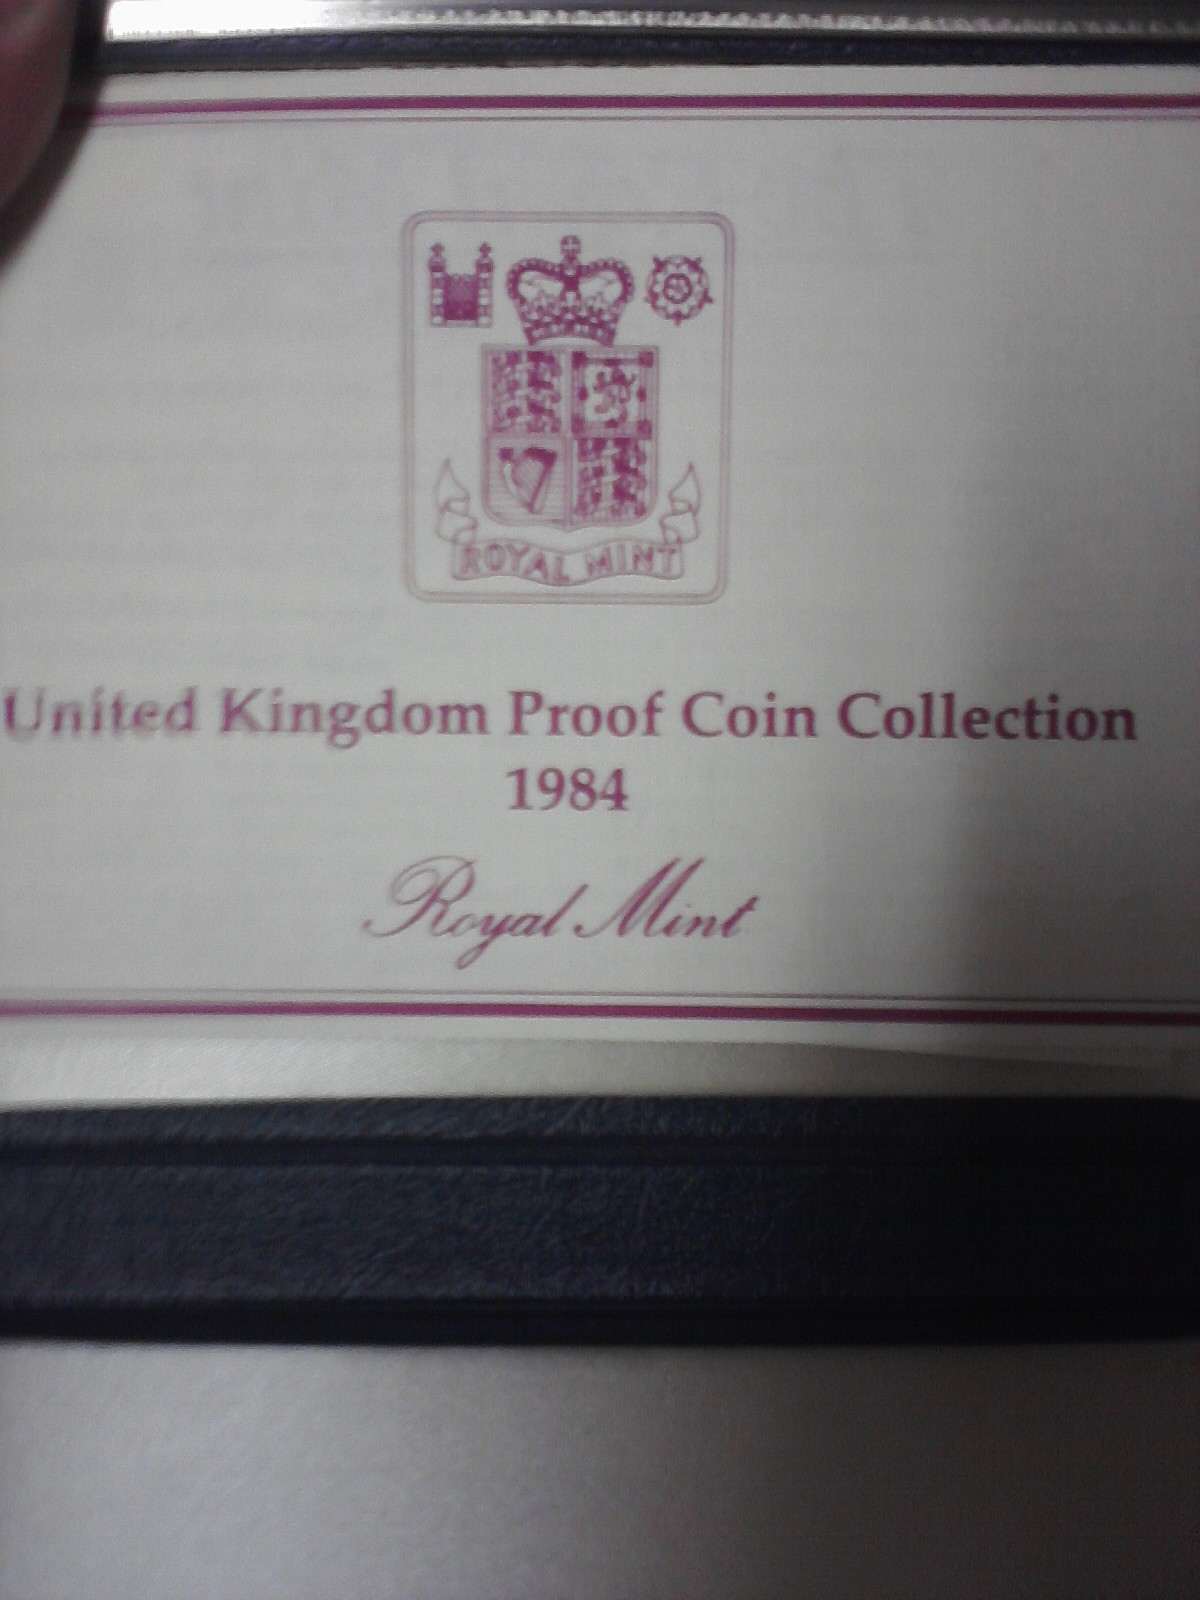 ROYAL MINT
United Kingdom Proof Coin Collection
1984
Royal Mint